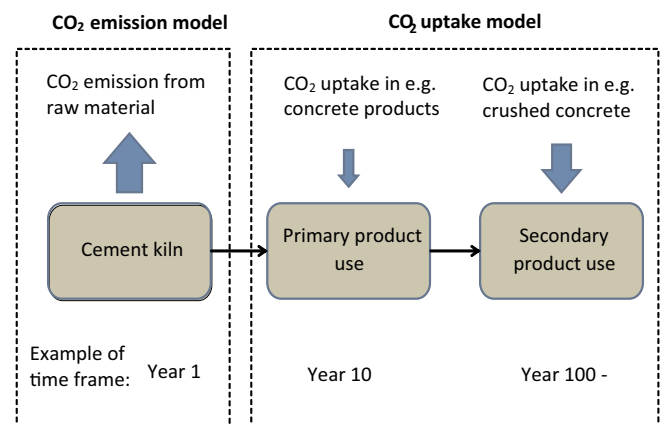 CO₂ emission model
CO₂ uptake model
CO₂ emission from
raw material
CO₂ uptake in e.g.
concrete products
CO₂ uptake in e.g.
crushed concrete
Cement kiln
Primary product
use
Secondary
product use
Example of
time frame:
Year 1
Year 10
Year 100 -